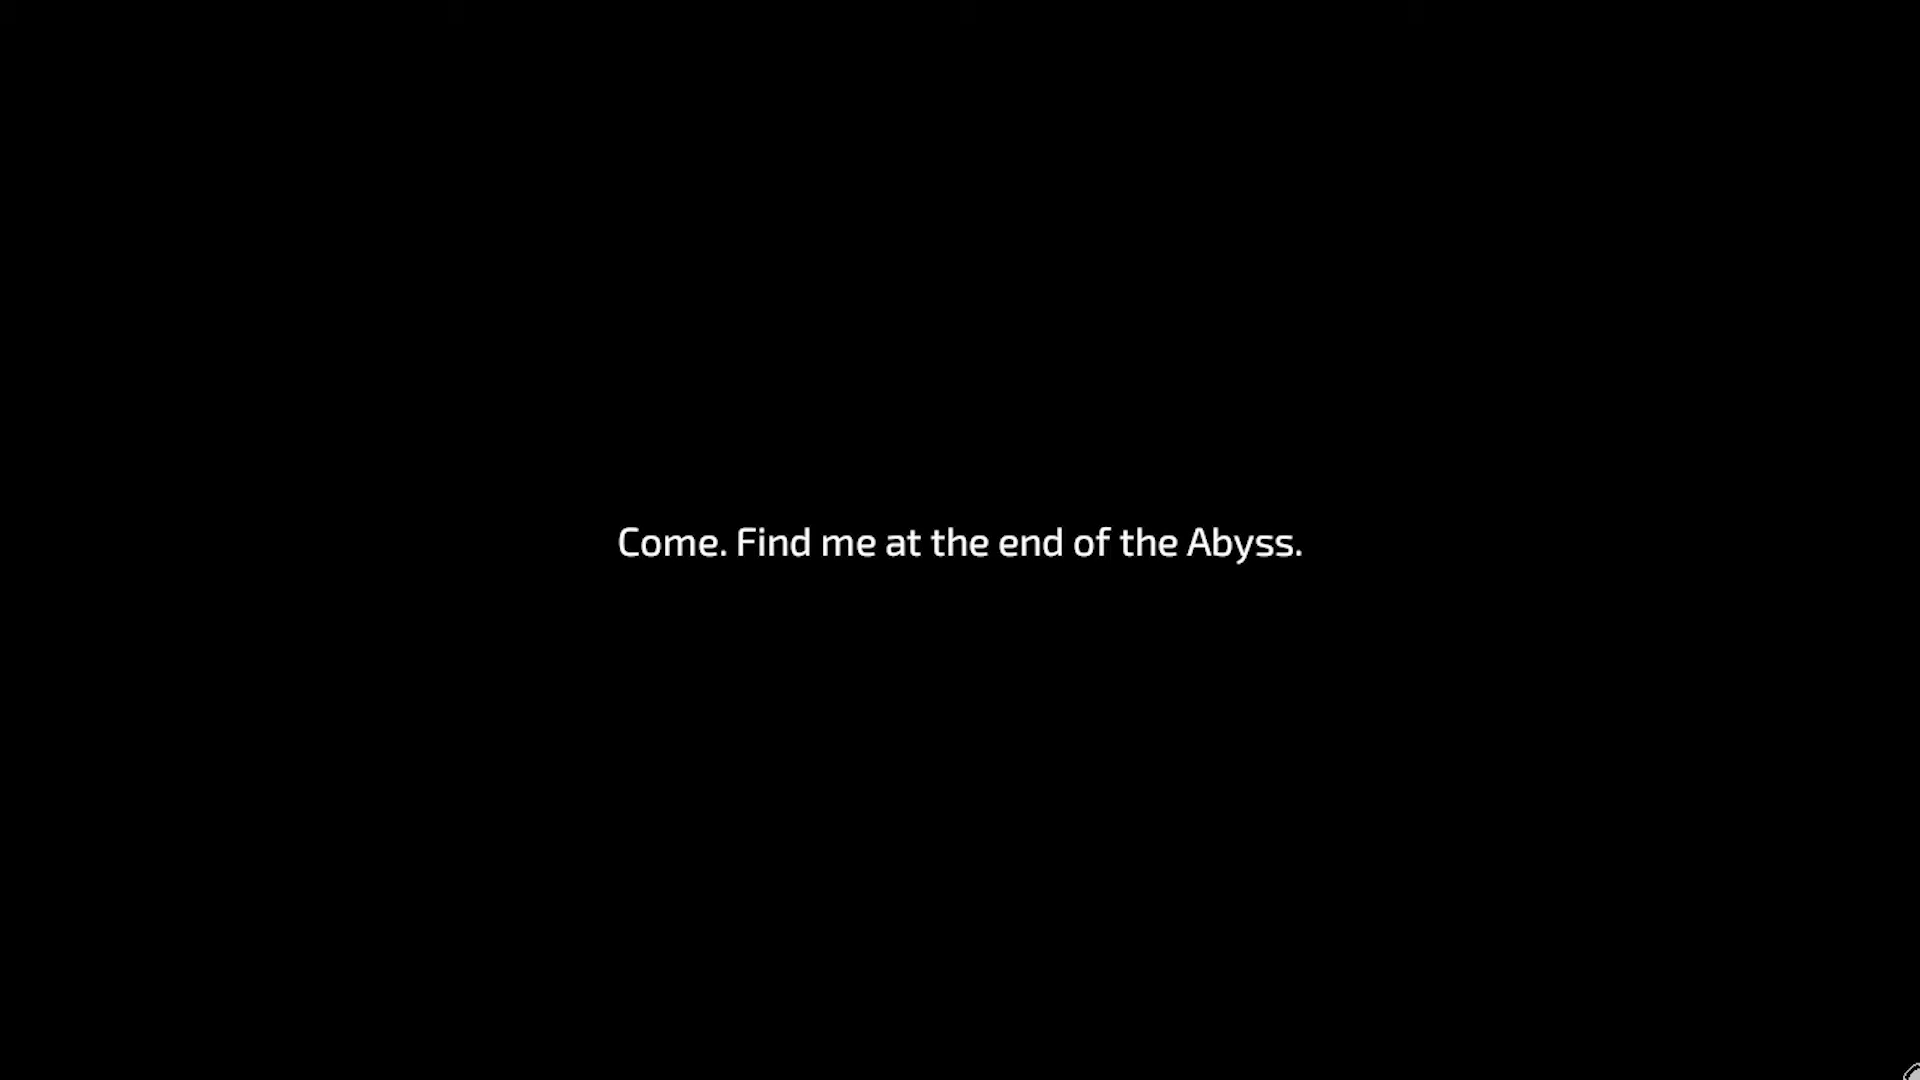 Come. Find me at the end of the Abyss.